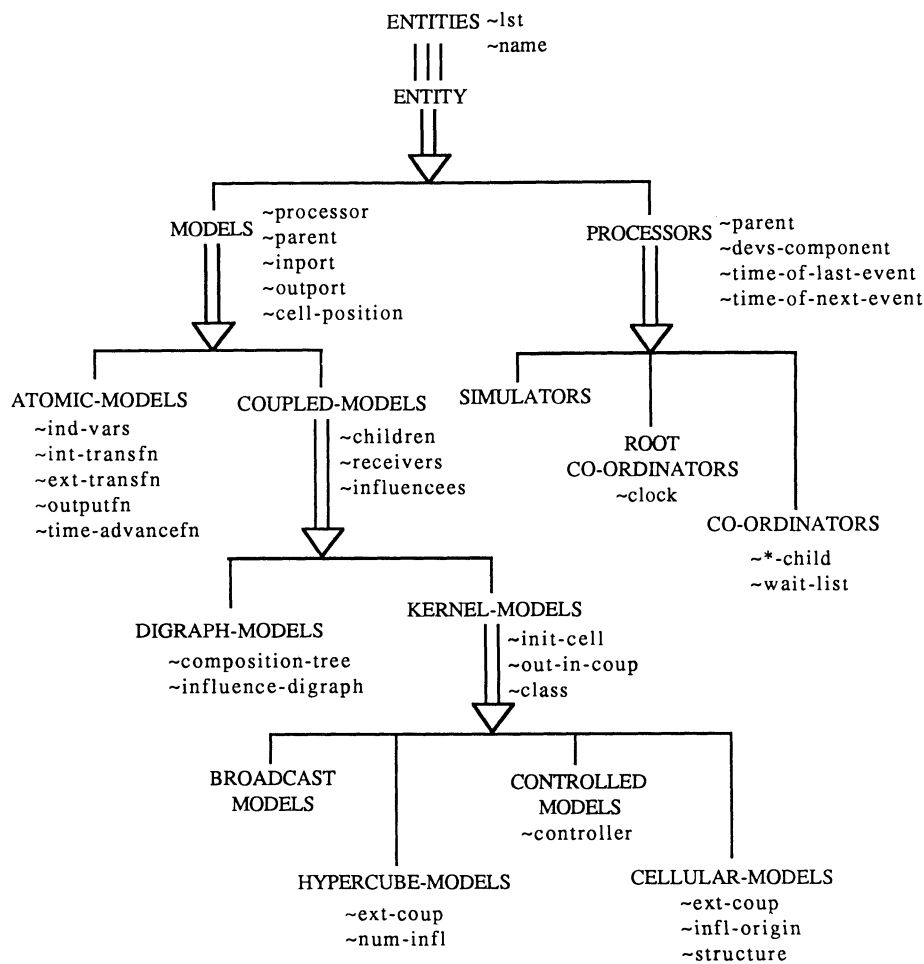 ENTITIES
~lst
~name
ENTITY
MODELS
~processor
~parent
~inport
~outport
~cell-position
PROCESSORS
~parent
~devs-component
~time-of-last-event
~time-of-next-event
ATOMIC-MODELS
~ind-vars
~int-transfn
~ext-transfn
~outputfn
~time-advancefn
COUPLED-MODELS
~children
~receivers
~influencees
SIMULATORS
ROOT
CO-ORDINATORS
~clock
CO-ORDINATORS
~*-child
~wait-list
DIGRAPH-MODELS
~composition-tree
~influence-digraph
KERNEL-MODELS
~init-cell
~out-in-coup
~class
BROADCAST
MODELS
CONTROLLED
MODELS
~controller
HYPERCUBE-MODELS
~ext-coup
~num-infl
CELLULAR-MODELS
~ext-coup
~infl-origin
~structure